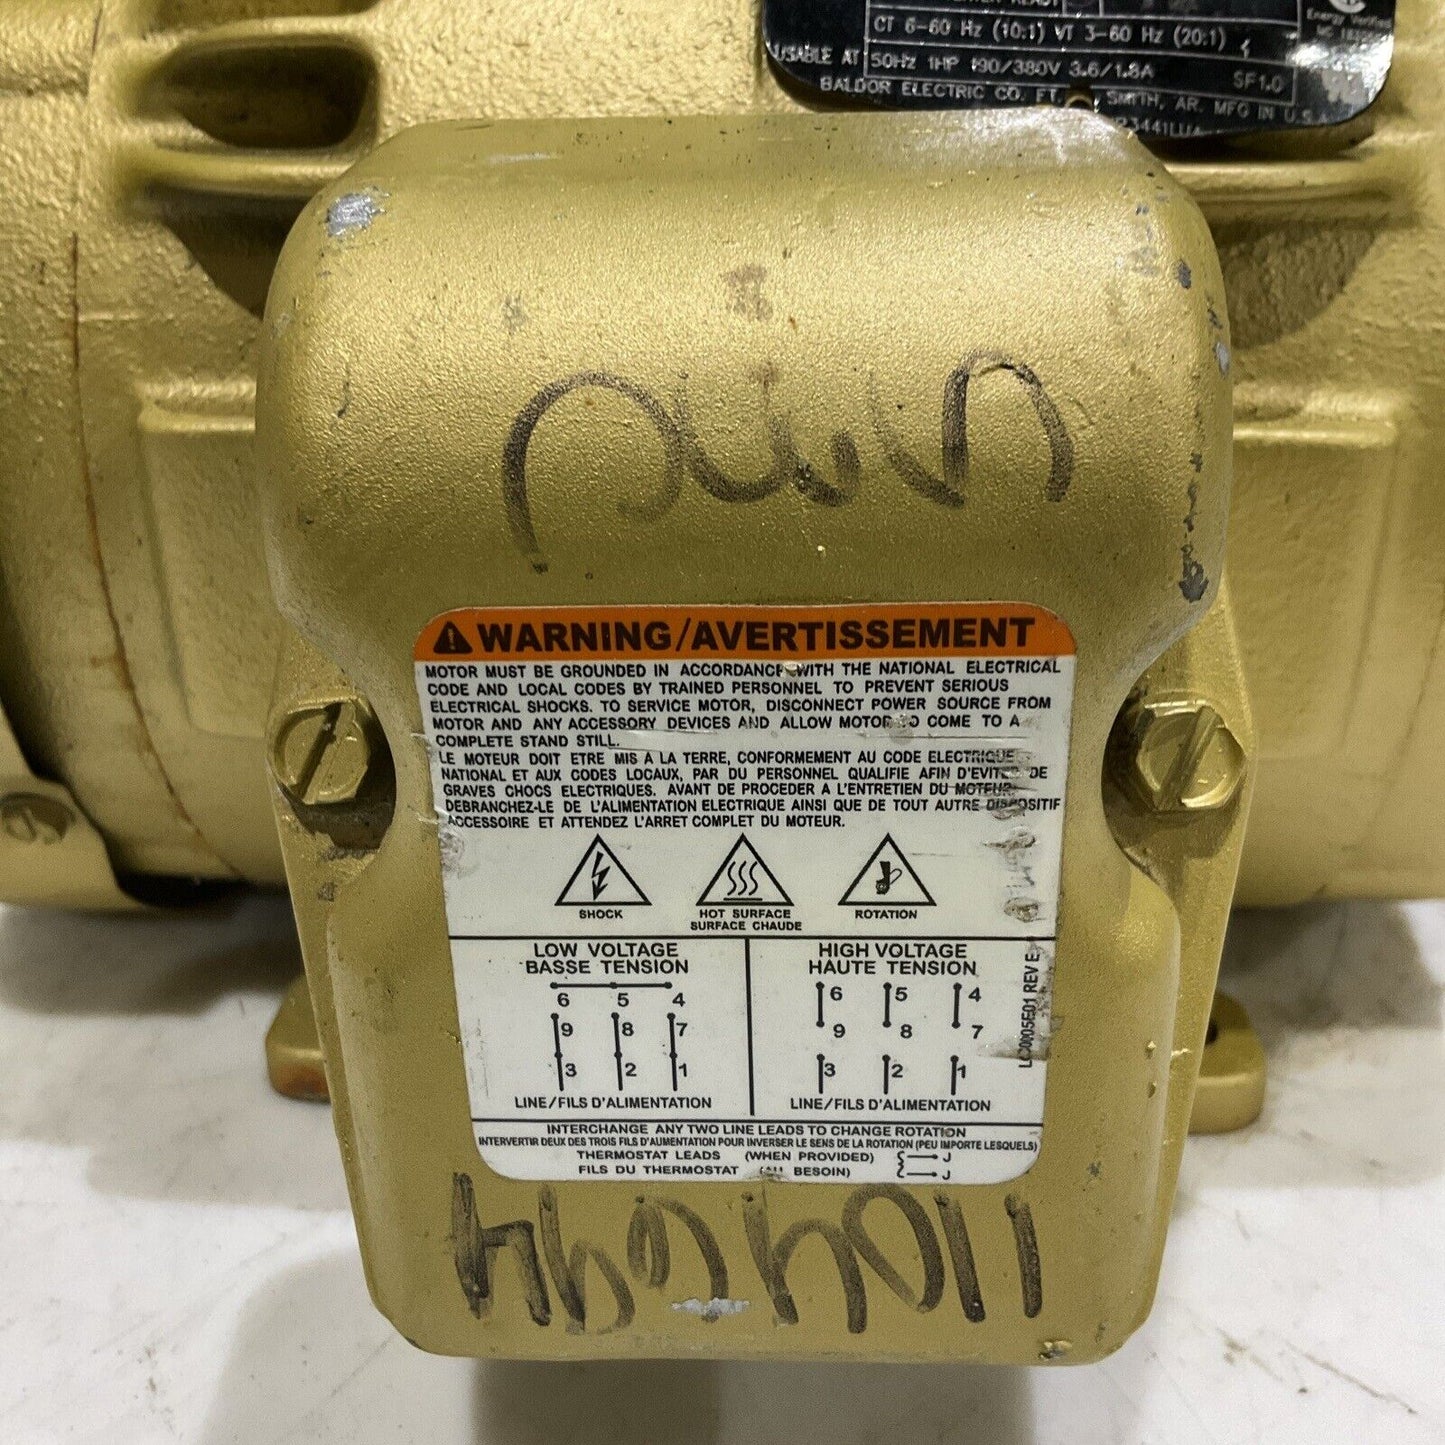 CT 6-60 Hz (10:1) VT 3-60 Hz (20:1)
USABLE AT 50Hz 1HP 190/380V 3.6/1.8A SF1.0
BALDOR ELECTRIC CO. FT. SMITH, AR. MFG IN U.S.A.
WARNING/AVERTISSEMENT
MOTOR MUST BE GROUNDED IN ACCORDANCE WITH THE NATIONAL ELECTRICAL
CODE AND LOCAL CODES BY TRAINED PERSONNEL TO PREVENT SERIOUS
ELECTRICAL SHOCKS. TO SERVICE MOTOR, DISCONNECT POWER SOURCE FROM
MOTOR AND ANY ACCESSORY DEVICES AND ALLOW MOTOR TO COME TO A
COMPLETE STAND STILL.
LE MOTEUR DOIT ETRE MIS A LA TERRE, CONFORMEMENT AU CODE ELECTRIQUE
NATIONAL ET AUX CODES LOCAUX, PAR DU PERSONNEL QUALIFIE AFIN D'EVITER DE
GRAVES CHOCS ELECTRIQUES. AVANT DE PROCEDER A L'ENTRETIEN DU MOTEUR,
DEBRANCHEZ-LE DE L'ALIMENTATION ELECTRIQUE AINSI QUE DE TOUT AUTRE DISPOSITIF
ACCESSOIRE ET ATTENDEZ L'ARRET COMPLET DU MOTEUR.
SHOCK HOT SURFACE ROTATION
SURFACE CHAUDE
LOW VOLTAGE HIGH VOLTAGE
BASSE TENSION HAUTE TENSION
6 5 4 6 5 4
9 8 7 9 8 7
3 2 1 3 2 1
LINE/FILS D'ALIMENTATION LINE/FILS D'ALIMENTATION
LC0005E01 REV E
INTERCHANGE ANY TWO LINE LEADS TO CHANGE ROTATION
INTERVERTIR DEUX DES TROIS FILS D'AUMENTATION POUR INVERSER LE SENS DE LA ROTATION (PEU IMPORTE LESQUELS)
THERMOSTAT LEADS (WHEN PROVIDED) J
FILS DU THERMOSTAT (AU BESOIN) J